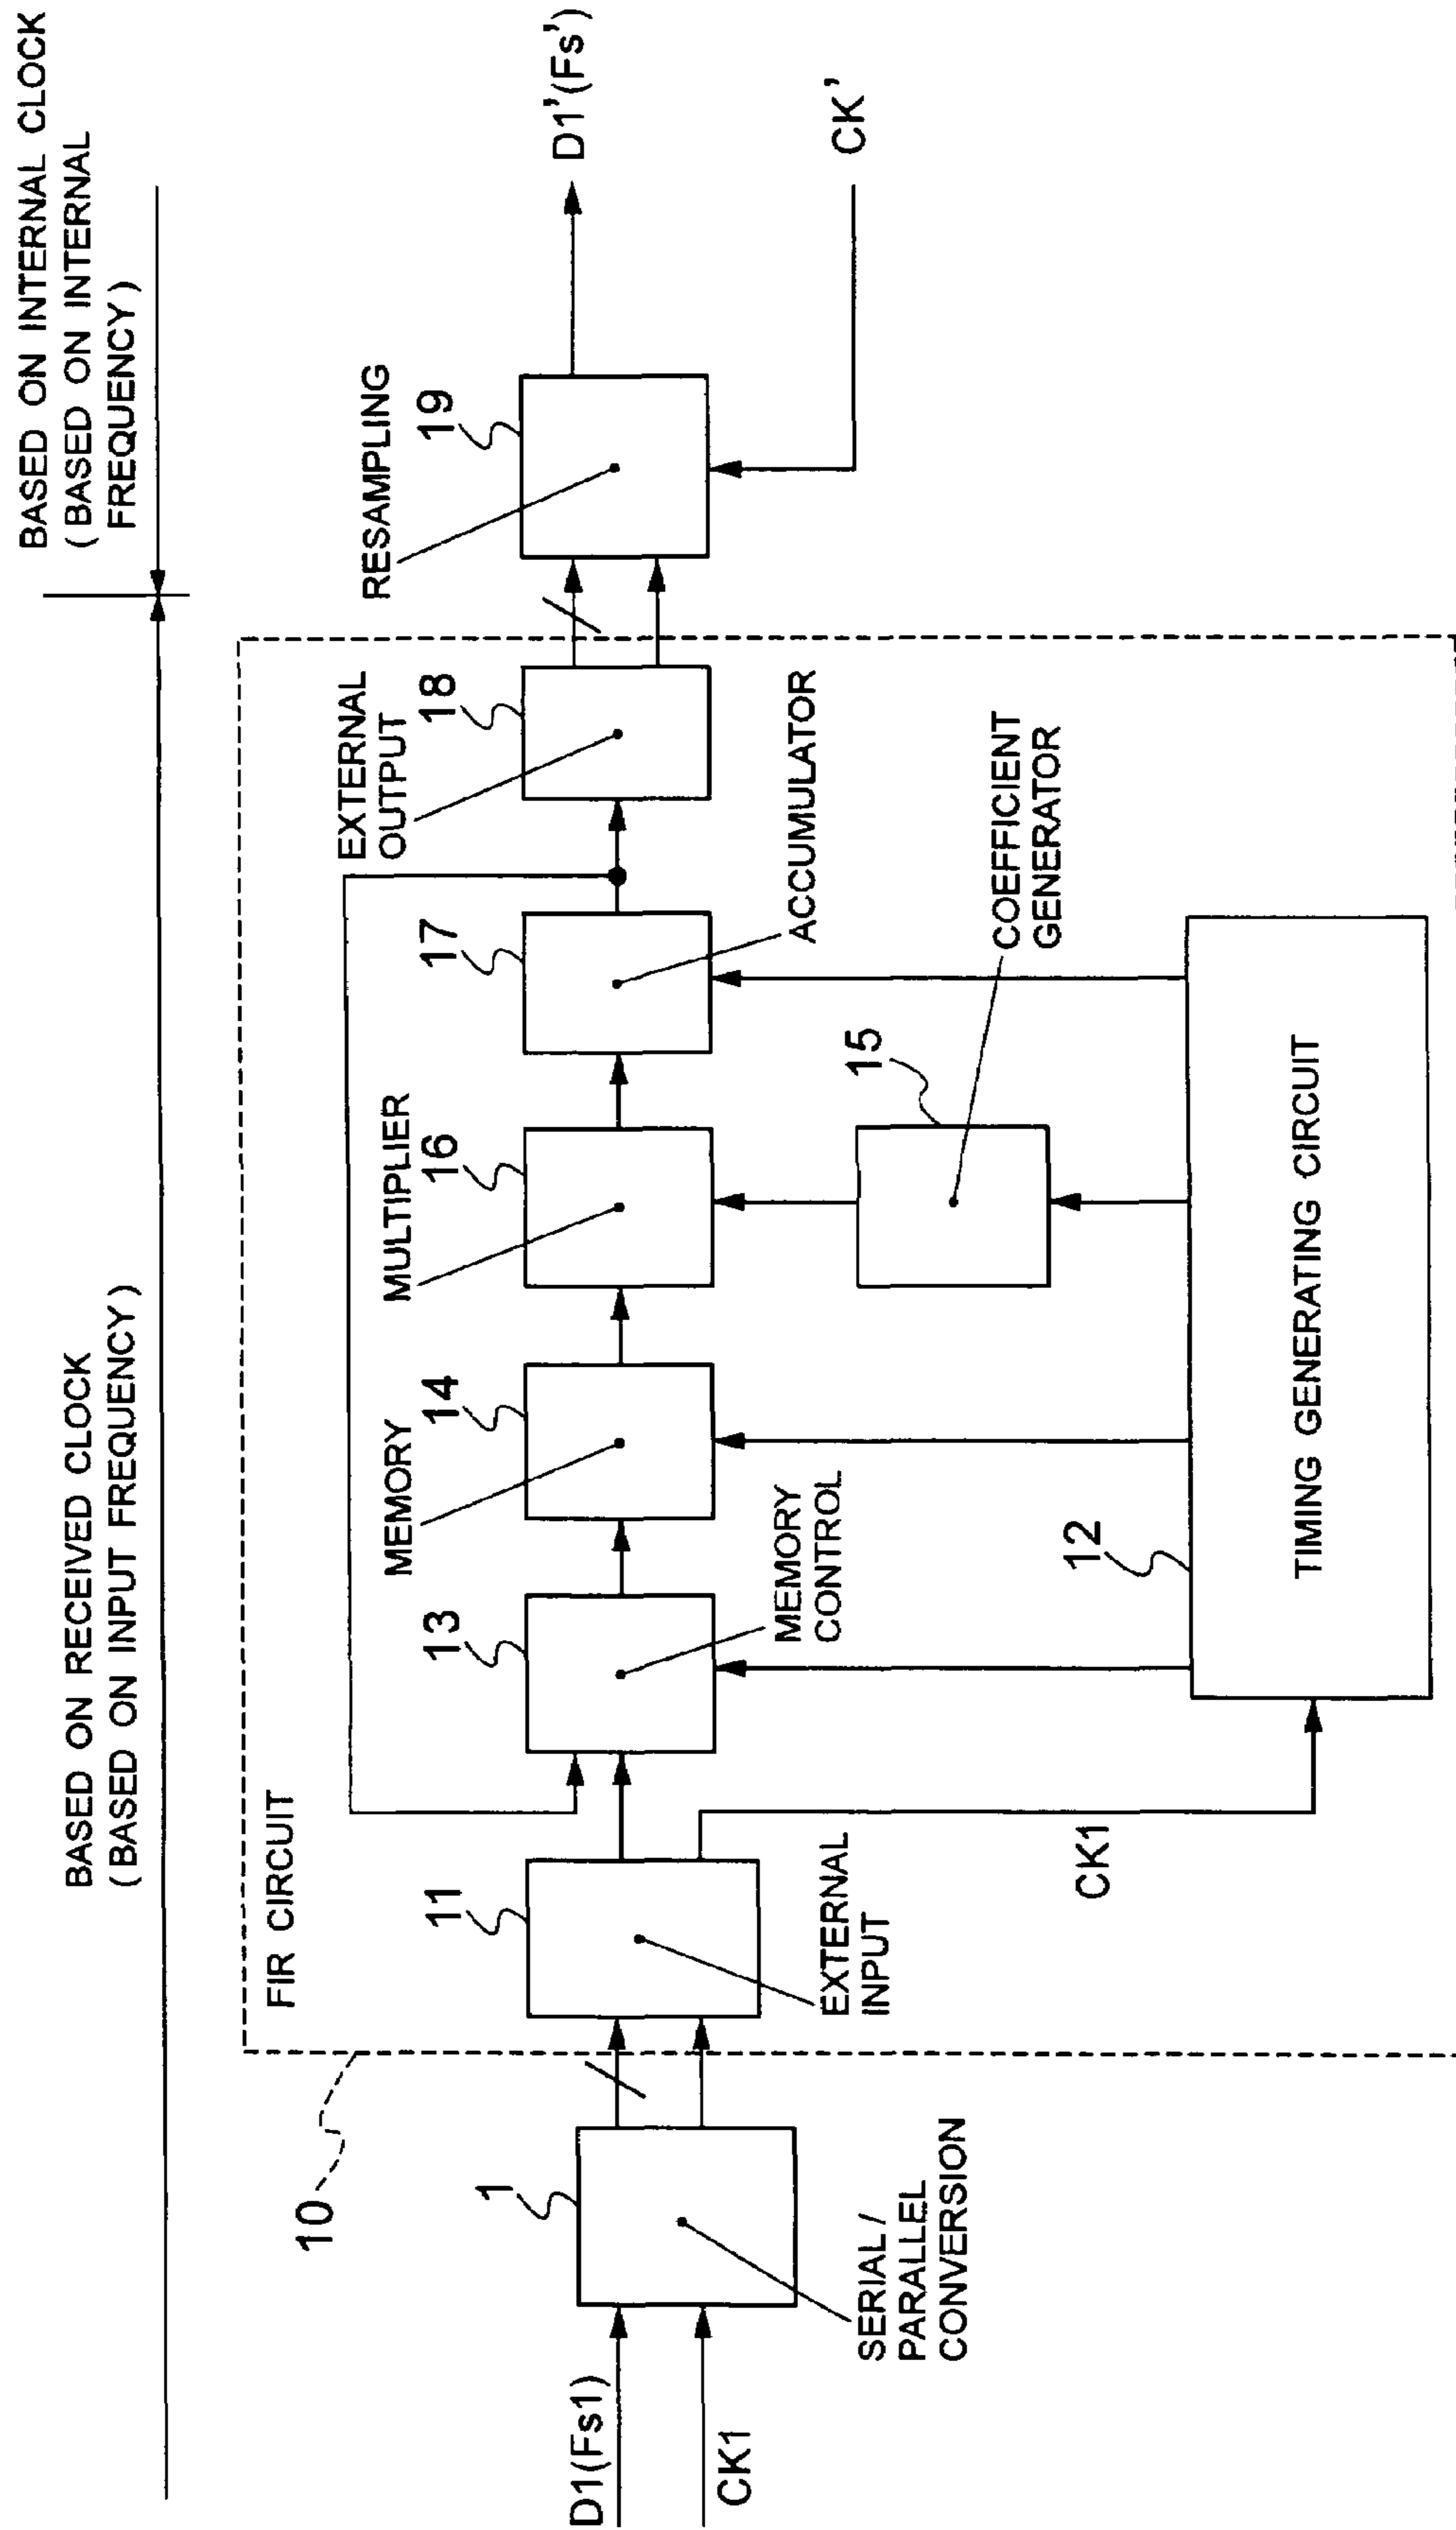 BASED ON RECEIVED CLOCK
( BASED ON INPUT FREQUENCY )
BASED ON INTERNAL CLOCK
( BASED ON INTERNAL
FREQUENCY )
10
FIR CIRCUIT
D1(Fs1)
CK1
1
SERIAL /
PARALLEL
CONVERSION
11
EXTERNAL
INPUT
CK1
13
MEMORY
CONTROL
MEMORY
14
MULTIPLIER
16
15
COEFFICIENT
GENERATOR
17
ACCUMULATOR
EXTERNAL
OUTPUT
18
12
TIMING GENERATING CIRCUIT
RESAMPLING
19
D1'(Fs')
CK'